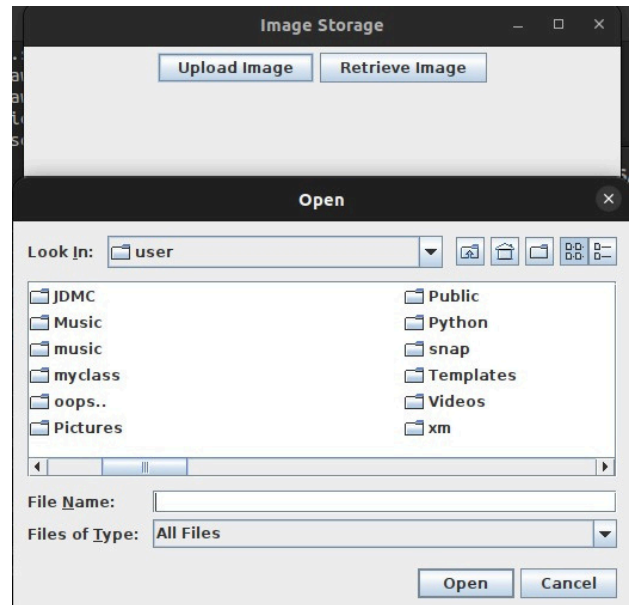 Image Storage
Upload Image Retrieve Image
Open
Look In: user
JDMC Public
Music Python
music snap
myclass Templates
oops.. Videos
Pictures xm
File Name:
Files of Type: All Files
Open Cancel